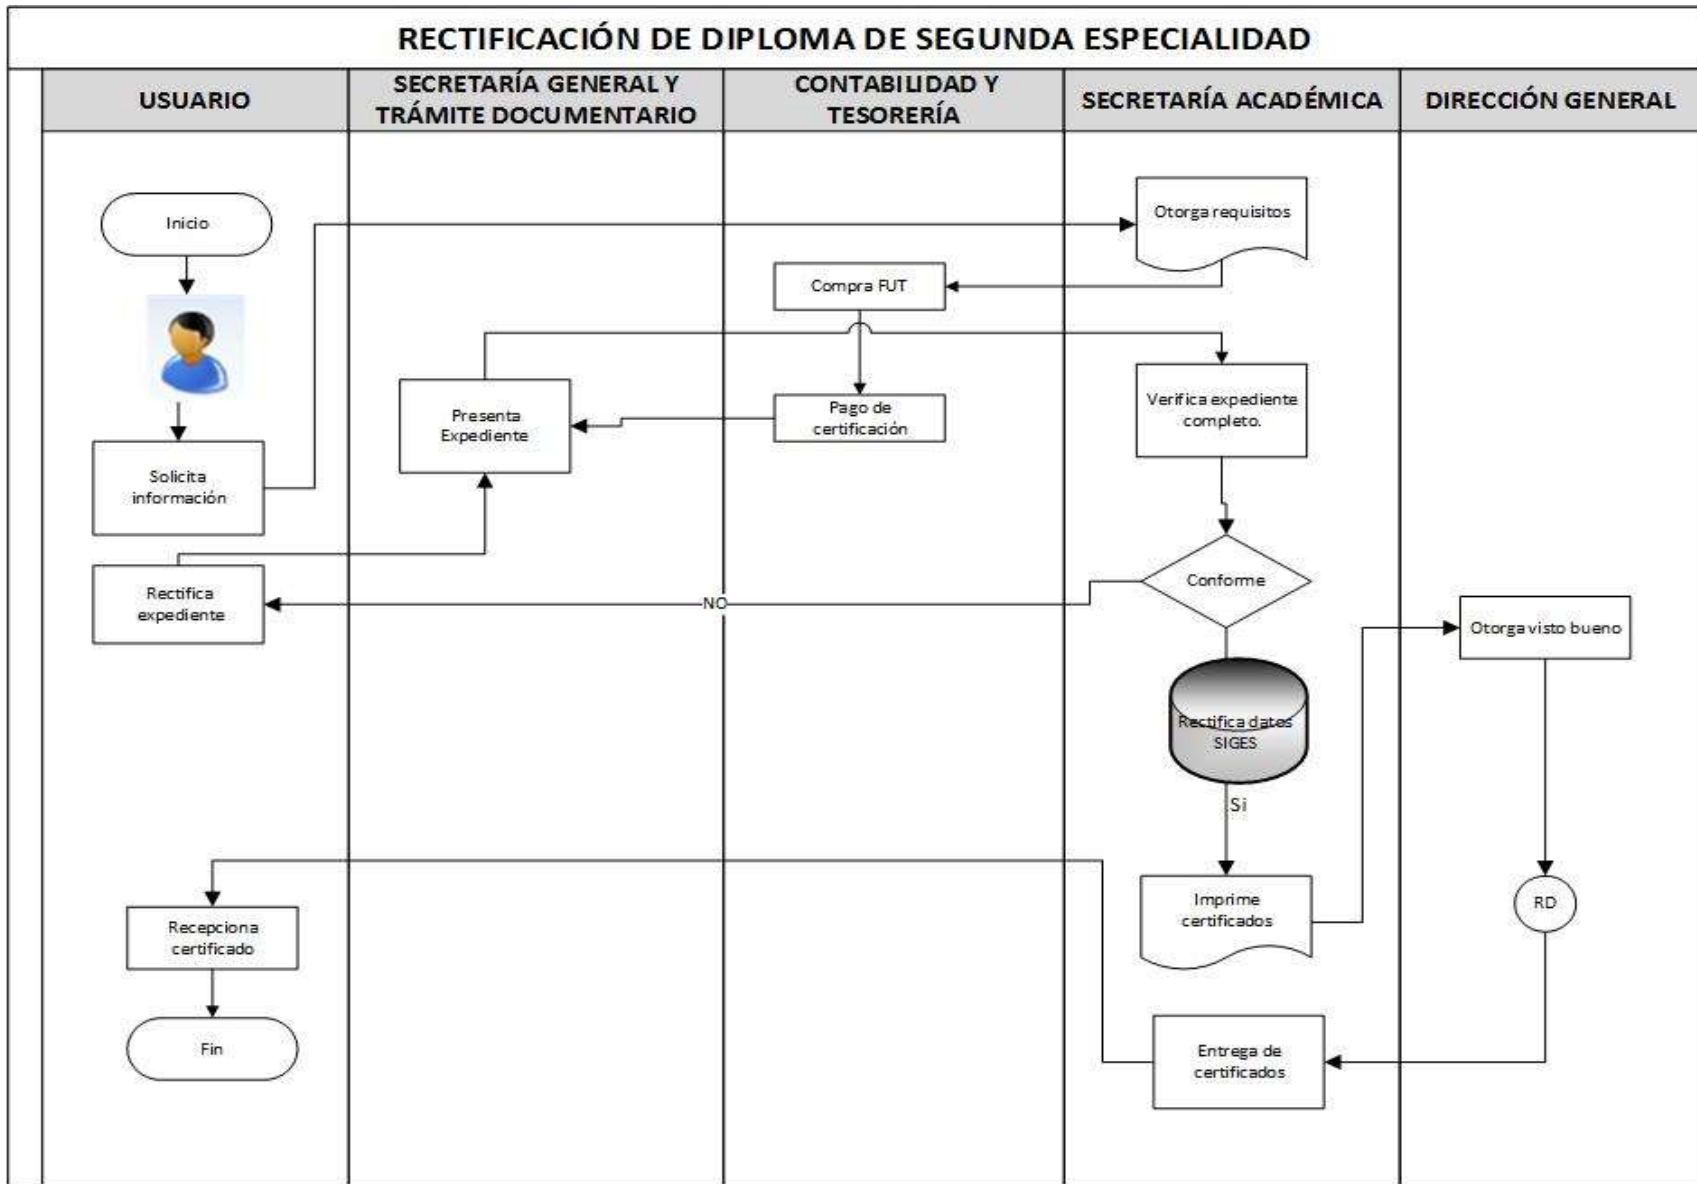 RECTIFICACIÓN DE DIPLOMA DE SEGUNDA ESPECIALIDAD
USUARIO
SECRETARÍA GENERAL Y
TRÁMITE DOCUMENTARIO
CONTABILIDAD Y
TESORERÍA
SECRETARÍA ACADÉMICA
DIRECCIÓN GENERAL
Inicio
Otorga requisitos
Compra FUT
Presenta
Expediente
Pago de
certificación
Verifica expediente
completo.
Solicita
información
Conforme
Rectifica
expediente
NO
Otorga visto bueno
Rectifica datos
SIGES
Si
Imprime
certificados
RD
Recepciona
certificado
Fin
Entrega de
certificados